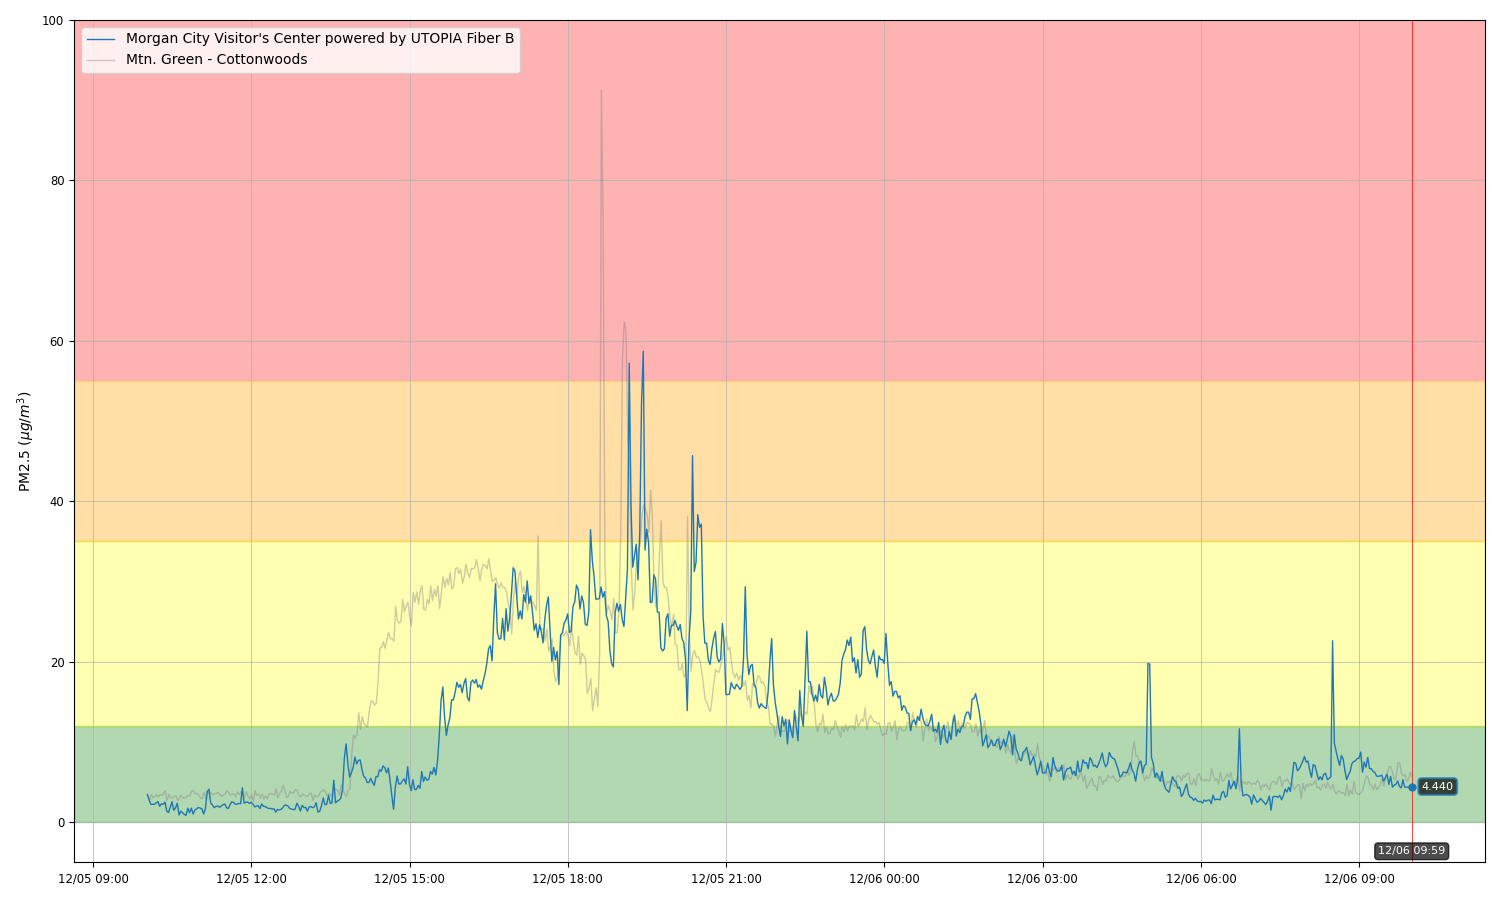 100
Morgan City Visitor's Center powered by UTOPIA Fiber B
Mtn. Green - Cottonwoods
80
60
PM2.5 (μg/m³)
40
20
4.440
0
12/06 09:59
12/05 09:00 12/05 12:00 12/05 15:00 12/05 18:00 12/05 21:00 12/06 00:00 12/06 03:00 12/06 06:00 12/06 09:00